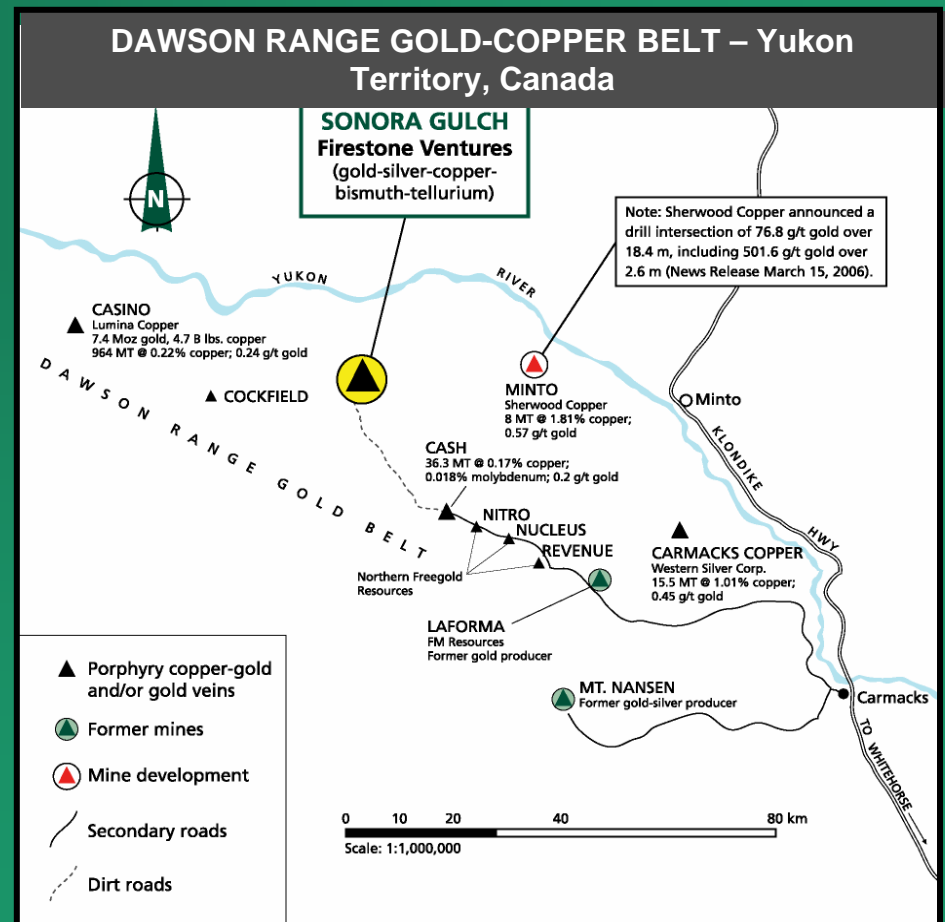 DAWSON RANGE GOLD-COPPER BELT – Yukon
Territory, Canada
SONORA GULCH
Firestone Ventures
(gold-silver-copper-
bismuth-tellurium)
N
Note: Sherwood Copper announced a
drill intersection of 76.8 g/t gold over
18.4 m, including 501.6 g/t gold over
2.6 m (News Release March 15, 2006).
YUKON
RIVER
CASINO
Lumina Copper
7.4 Moz gold, 4.7 B lbs. copper
964 MT @ 0.22% copper; 0.24 g/t gold
COCKFIELD
DAWSON RANGE GOLD BELT
MINTO
Sherwood Copper
8 MT @ 1.81% copper;
0.57 g/t gold
Minto
KLONDIKE
HWY
CASH
36.3 MT @ 0.17% copper;
0.018% molybdenum; 0.2 g/t gold
NITRO
NUCLEUS
REVENUE
Northern Freegold
Resources
CARMACKS COPPER
Western Silver Corp.
15.5 MT @ 1.01% copper;
0.45 g/t gold
LAFORMA
FM Resources
Former gold producer
MT. NANSEN
Former gold-silver producer
Carmacks
TO WHITEHORSE
Porphyry copper-gold
and/or gold veins
Former mines
Mine development
Secondary roads
Dirt roads
0 10 20 40 80 km
Scale: 1:1,000,000